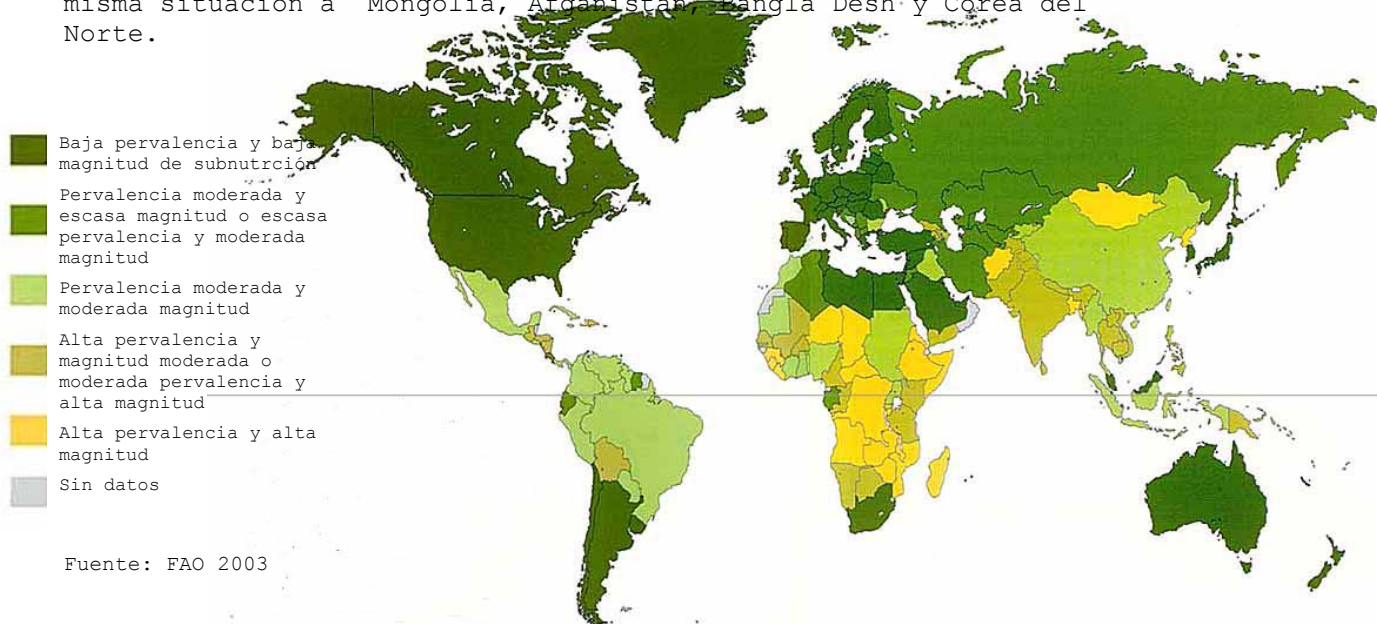 misma situación a Mongolia, Afganistán, Bangla Desh y Corea del
Norte.
Baja pervalencia y baja
magnitud de subnutrción
Pervalencia moderada y
escasa magnitud o escasa
pervalencia y moderada
magnitud
Pervalencia moderada y
moderada magnitud
Alta pervalencia y
magnitud moderada o
moderada pervalencia y
alta magnitud
Alta pervalencia y alta
magnitud
Sin datos
Fuente: FAO 2003